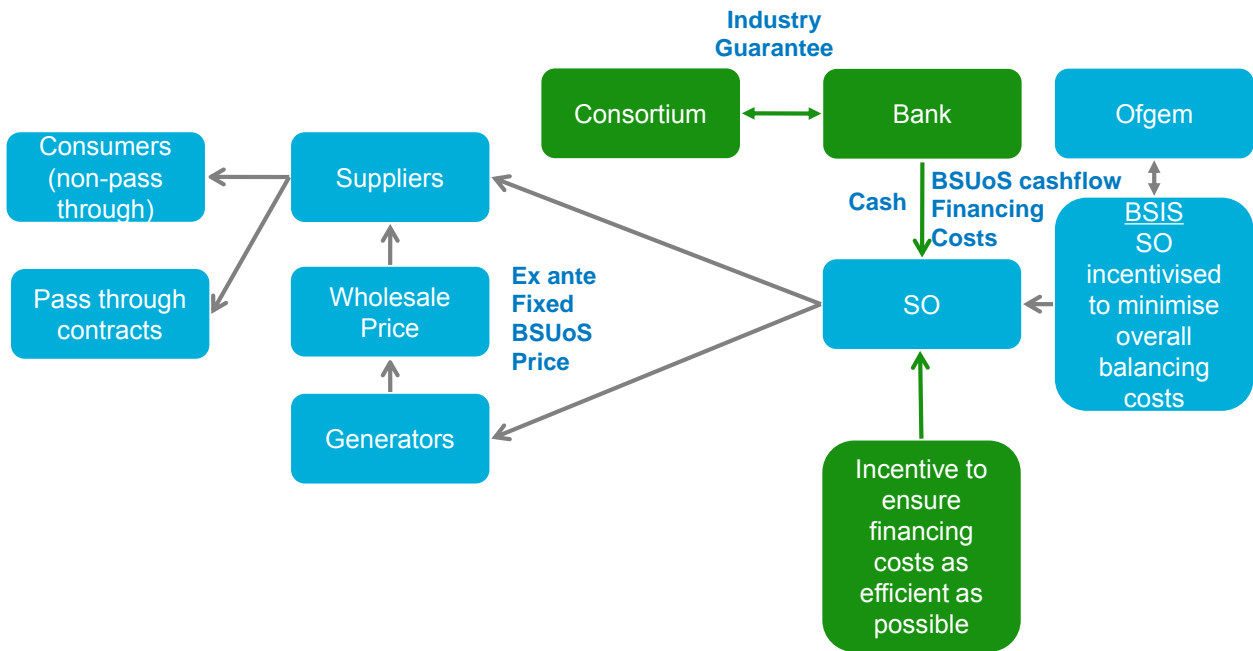 Industry
Guarantee
Consortium
Bank
Ofgem
Consumers
(non-pass
through)
Suppliers
Cash
BSUoS cashflow
Financing
Costs
BSIS
SO
incentivised
to minimise
overall
balancing
costs
Pass through
contracts
Wholesale
Price
Ex ante
Fixed
BSUoS
Price
SO
Generators
Incentive to
ensure
financing
costs as
efficient as
possible